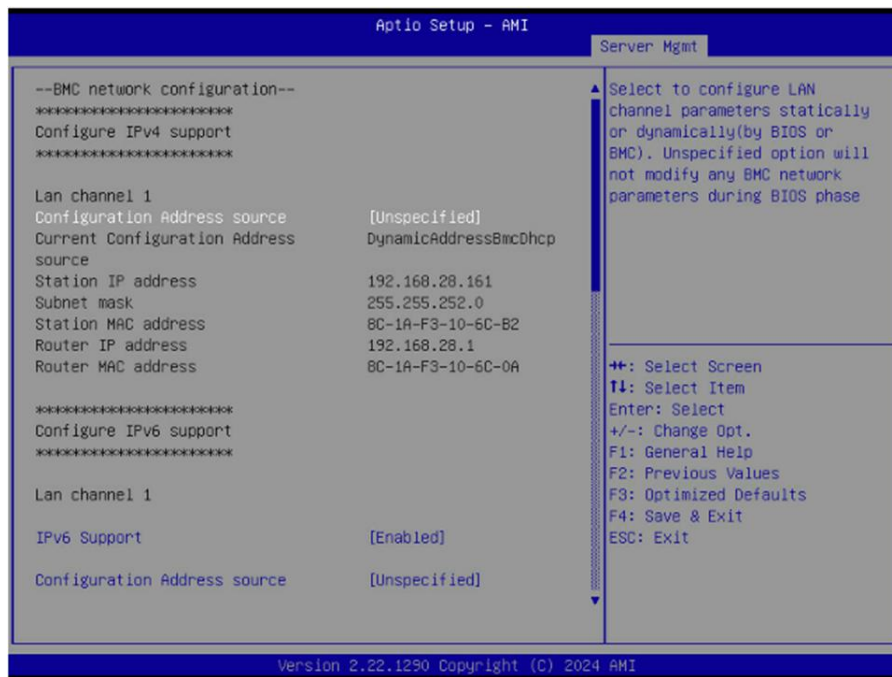 Aptio Setup - AMI
Server Mgmt
--BMC network configuration--
***********************
Configure IPv4 support
***********************
Lan channel 1
Configuration Address source [Unspecified]
Current Configuration Address DynamicAddressBmcDhcp
source
Station IP address 192.168.28.161
Subnet mask 255.255.252.0
Station MAC address 8C-1A-F3-10-6C-B2
Router IP address 192.168.28.1
Router MAC address 8C-1A-F3-10-6C-0A
***********************
Configure IPv6 support
***********************
Lan channel 1
IPv6 Support [Enabled]
Configuration Address source [Unspecified]
Select to configure LAN
channel parameters statically
or dynamically(by BIOS or
BMC). Unspecified option will
not modify any BMC network
parameters during BIOS phase
→←: Select Screen
↑↓: Select Item
Enter: Select
+/-: Change Opt.
F1: General Help
F2: Previous Values
F3: Optimized Defaults
F4: Save & Exit
ESC: Exit
Version 2.22.1290 Copyright (C) 2024 AMI